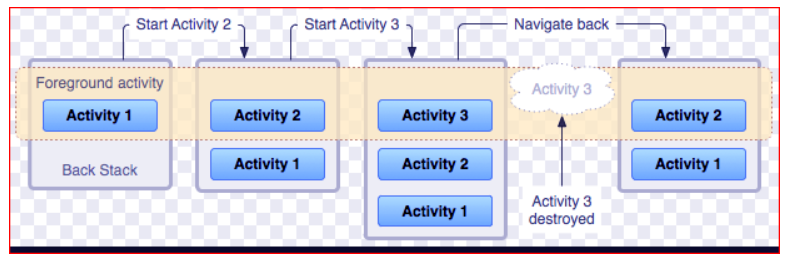 Start Activity 2
Start Activity 3
Navigate back
Foreground activity
Activity 1
Back Stack
Activity 2
Activity 1
Activity 3
Activity 2
Activity 1
Activity 3
Activity 3
destroyed
Activity 2
Activity 1